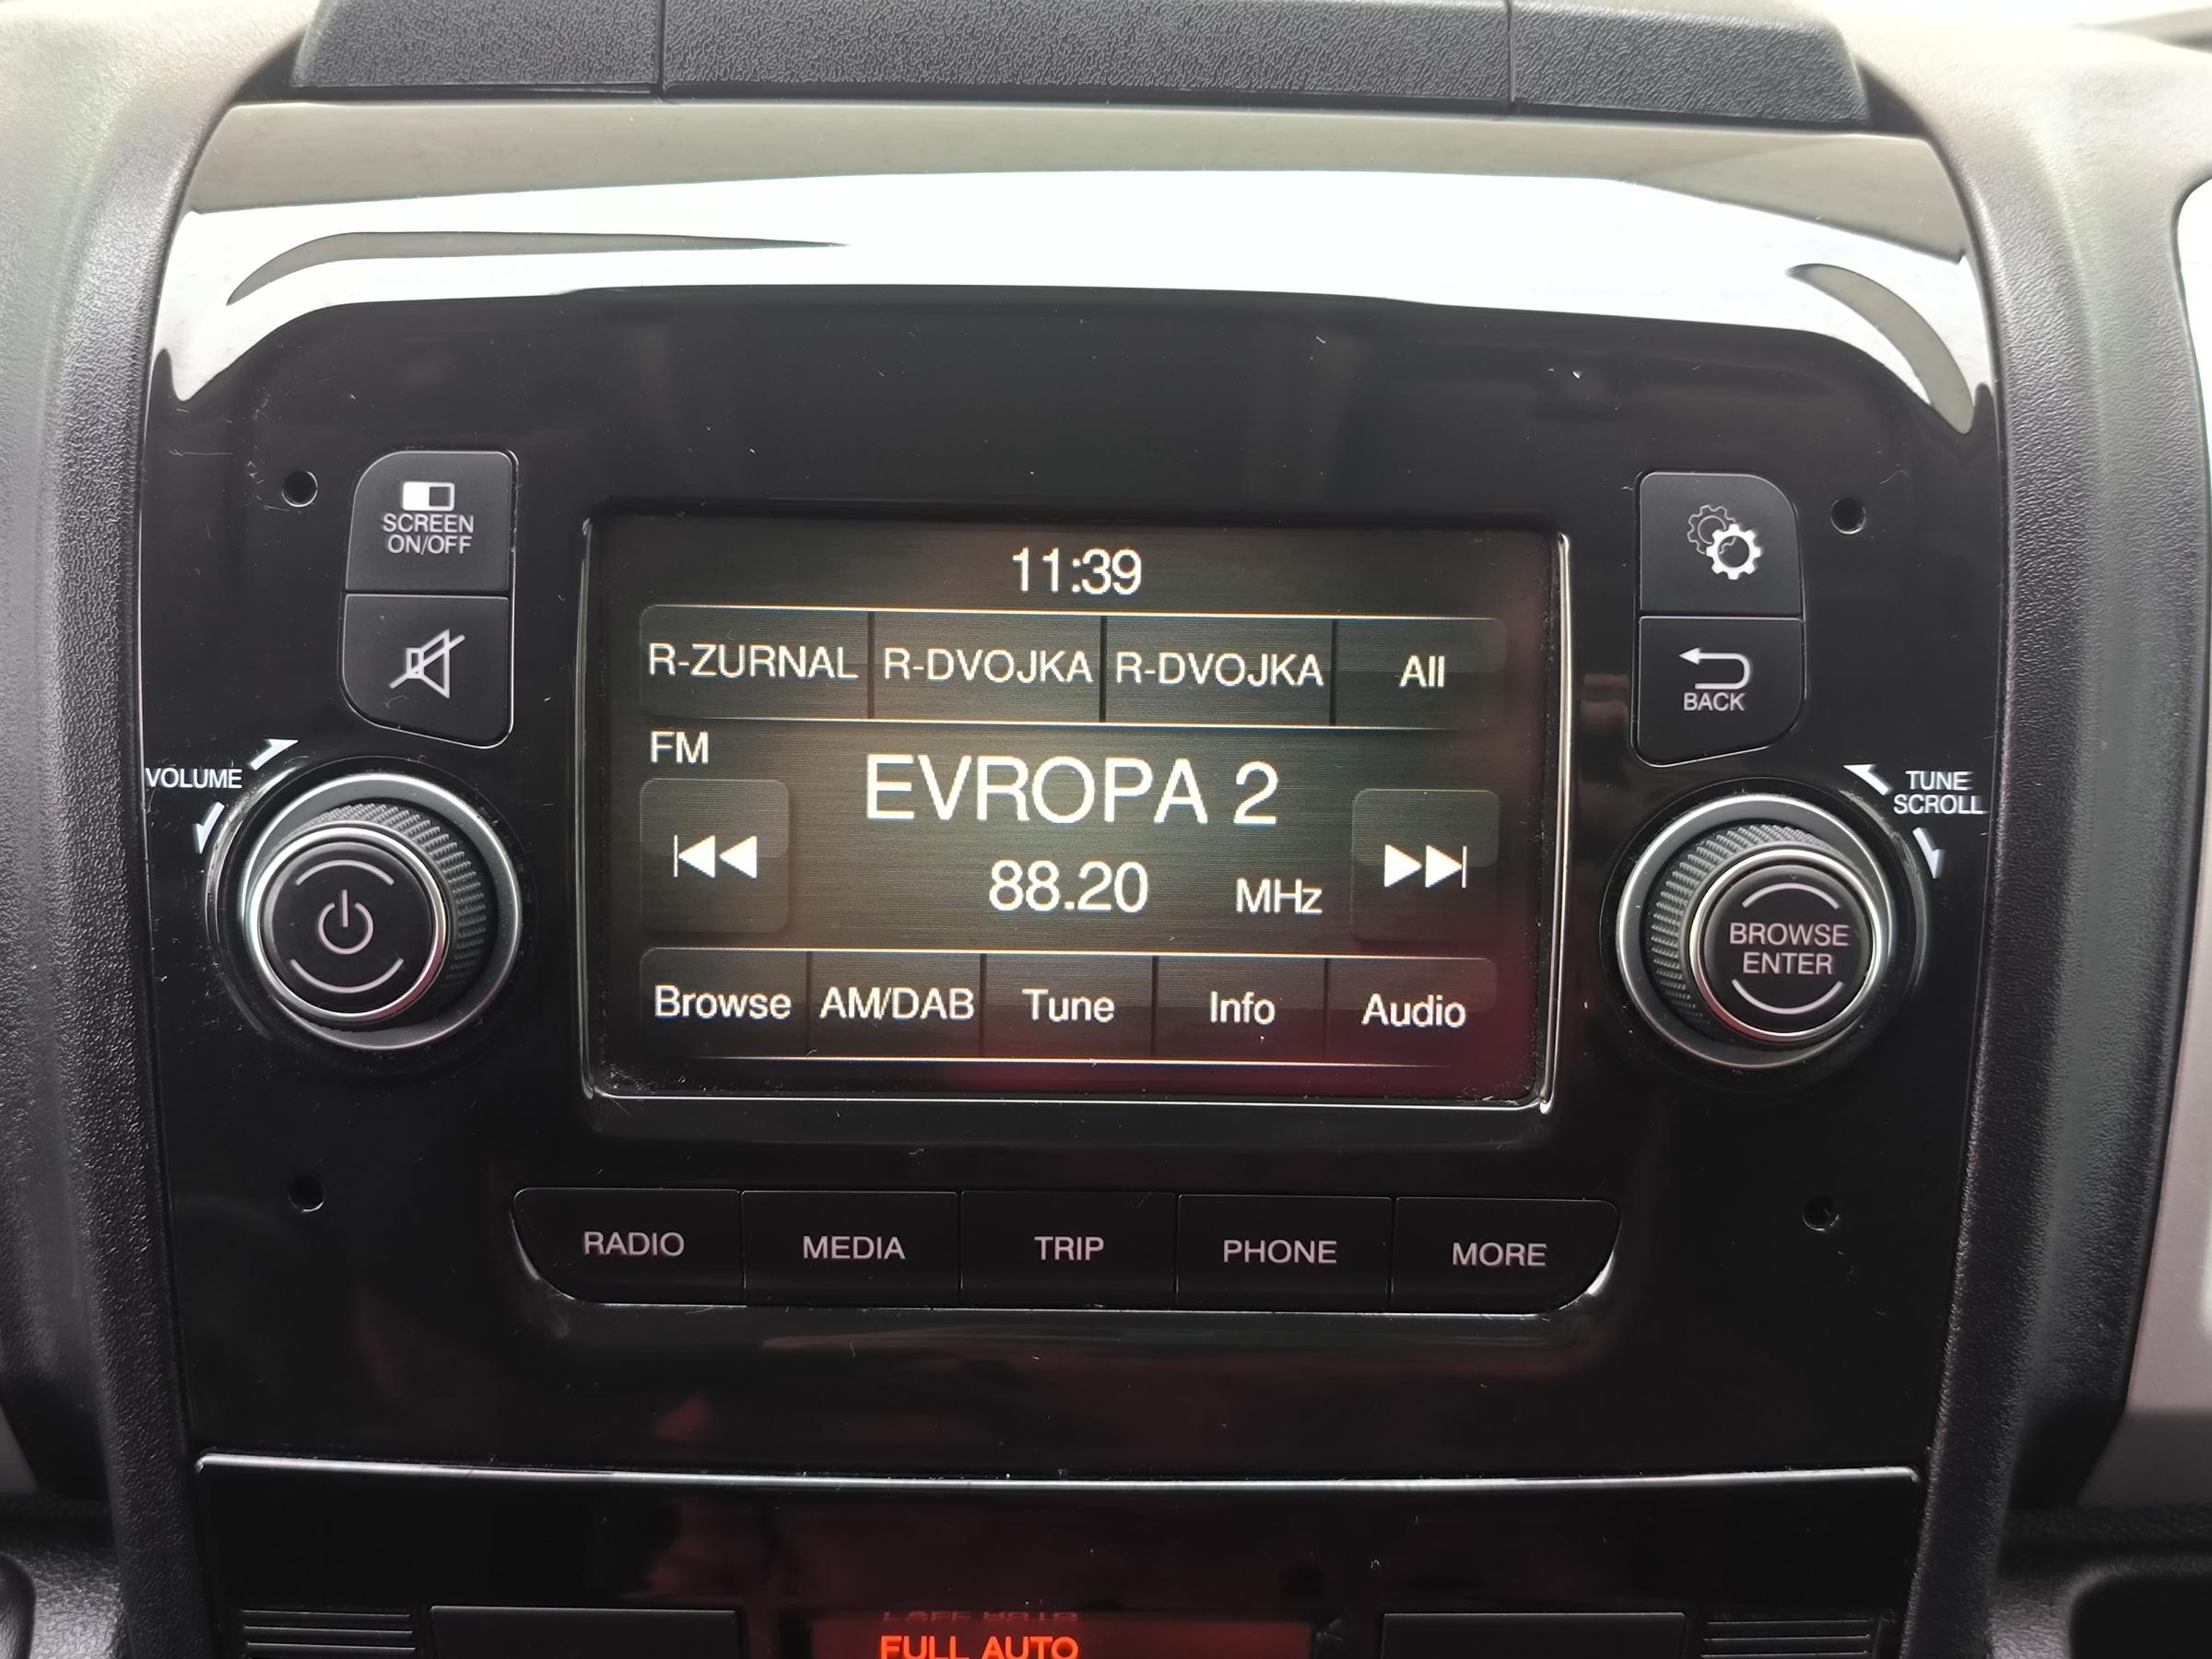 SCREEN
ON/OFF
11:39
R-ZURNAL R-DVOJKA R-DVOJKA All
BACK
FM
EVROPA 2
88.20 MHz
VOLUME
TUNE
SCROLL
BROWSE
ENTER
Browse AM/DAB Tune Info Audio
RADIO MEDIA TRIP PHONE MORE
FULL AUTO